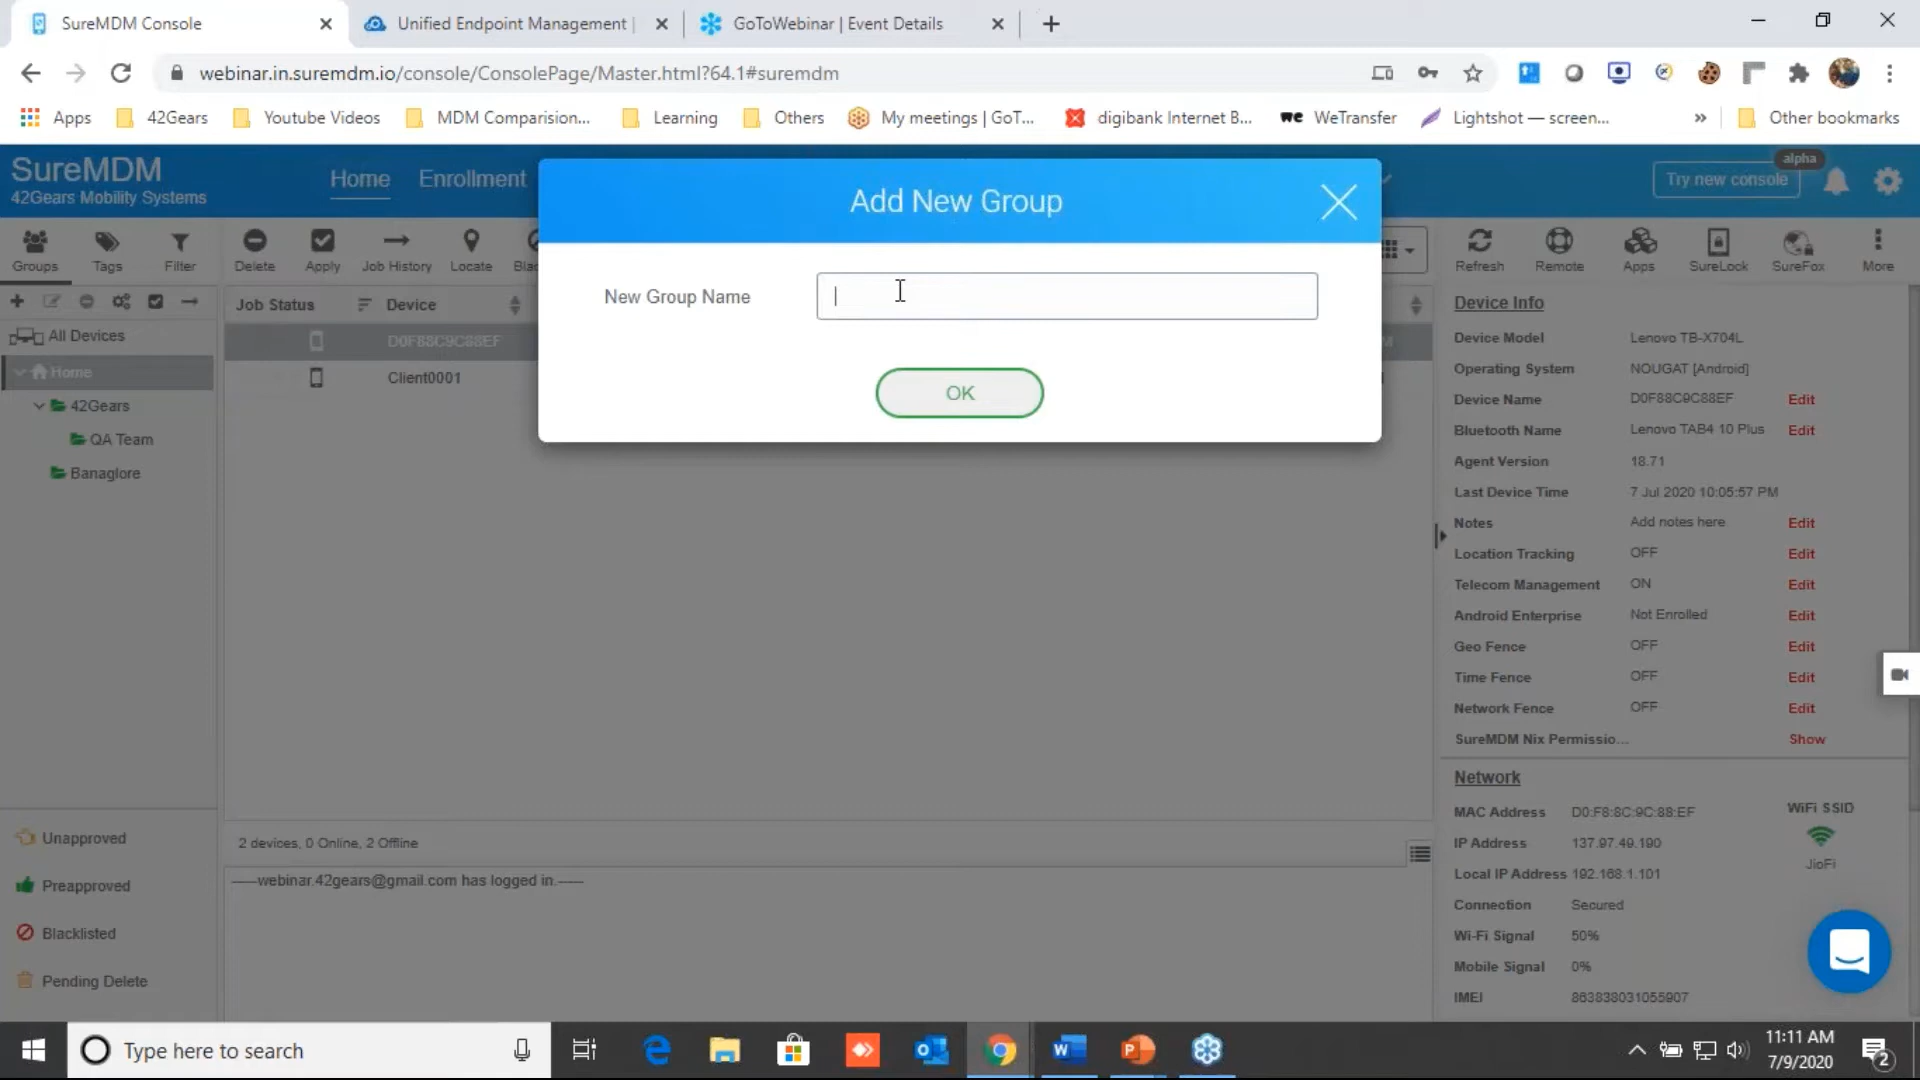 SureMDM Console
Unified Endpoint Management |
GoToWebinar | Event Details
webinar.in.suremdm.io/console/ConsolePage/Master.html?64.1#suremdm
Apps
42Gears
Youtube Videos
MDM Comparision...
Learning
Others
My meetings | GoT...
digibank Internet B...
we WeTransfer
Lightshot — screen...
»
Other bookmarks
SureMDM
42Gears Mobility Systems
Home
Enrollment
Add New Group
alpha
Try new console
Groups
Tags
Filter
Delete
Apply
Job History
Locate
Refresh
Remote
Apps
SureLock
SureFox
More
New Group Name
OK
All Devices
Home
42Gears
QA Team
Banaglore
Unapproved
Preapproved
Blacklisted
Pending Delete
Job Status
Device
D0F88C9C88EF
Client0001
2 devices, 0 Online, 2 Offline
-----webinar.42gears@gmail.com has logged in.-----
Device Info
Device Model Lenovo TB-X704L
Operating System NOUGAT [Android]
Device Name D0F88C9C88EF Edit
Bluetooth Name Lenovo TAB4 10 Plus Edit
Agent Version 18.71
Last Device Time 7 Jul 2020 10:05:57 PM
Notes Add notes here Edit
Location Tracking OFF Edit
Telecom Management ON Edit
Android Enterprise Not Enrolled Edit
Geo Fence OFF Edit
Time Fence OFF Edit
Network Fence OFF Edit
SureMDM Nix Permissio... Show
Network
MAC Address D0:F8:8C:9C:88:EF
WiFi SSID
JioFi
IP Address 137.97.49.190
Local IP Address 192.168.1.101
Connection Secured
Wi-Fi Signal 50%
Mobile Signal 0%
IMEI 863838031055907
Type here to search
11:11 AM
7/9/2020
2